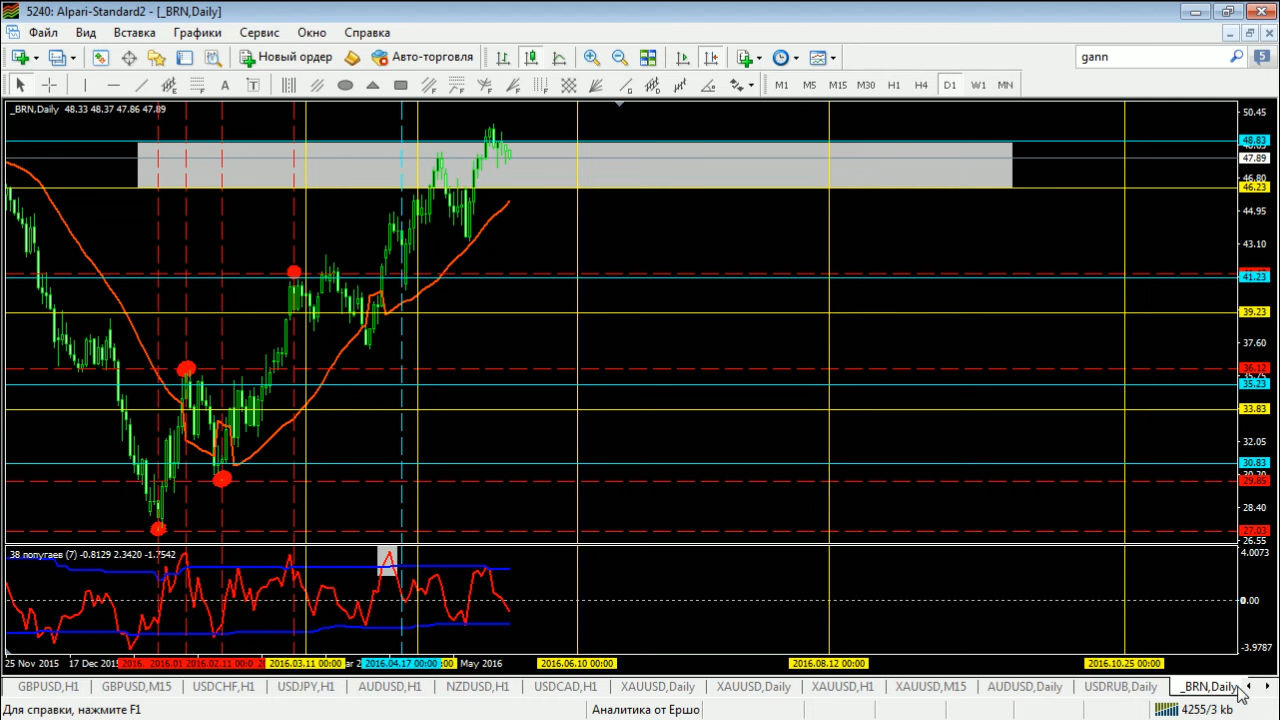 5240: Alpari-Standard2 - [_BRN,Daily]
Файл Вид Вставка Графики Сервис Окно Справка
Новый ордер Авто-торговля gann 5
A T M1 M5 M15 M30 H1 H4 D1 W1 MN
_BRN,Daily 48.33 48.37 47.86 47.89
50.45
48.83
47.89
46.80
46.23
44.95
43.10
41.23
39.23
37.60
36.12
35.23
33.83
32.05
30.83
29.85
28.40
27.03
26.55
38 попугаев (7) -0.8129 2.3420 -1.7542
4.0073
0.00
-3.9787
25 Nov 2015 17 Dec 2015 2016.02.11 00:00 2016.03.11 00:00 2016.04.17 00:00 May 2016 2016.06.10 00:00 2016.08.12 00:00 2016.10.25 00:00
GBPUSD,H1 GBPUSD,M15 USDCHF,H1 USDJPY,H1 AUDUSD,H1 NZDUSD,H1 USDCAD,H1 XAUUSD,Daily XAUUSD,Daily XAUUSD,H1 XAUUSD,M15 AUDUSD,Daily USDRUB,Daily _BRN,Daily
Для справки, нажмите F1 Аналитика от Ершо 4255/3 kb